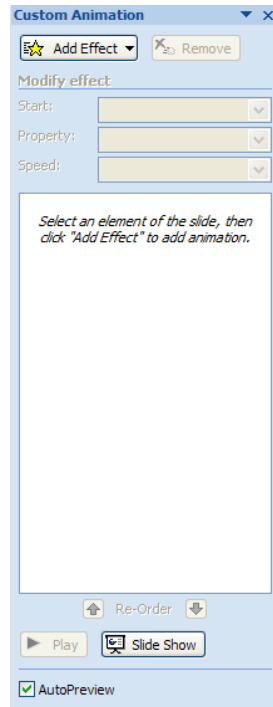 Custom Animation
Add Effect Remove
Modify effect
Start:
Property:
Speed:
Select an element of the slide, then
click "Add Effect" to add animation.
Re-Order
Play Slide Show
AutoPreview